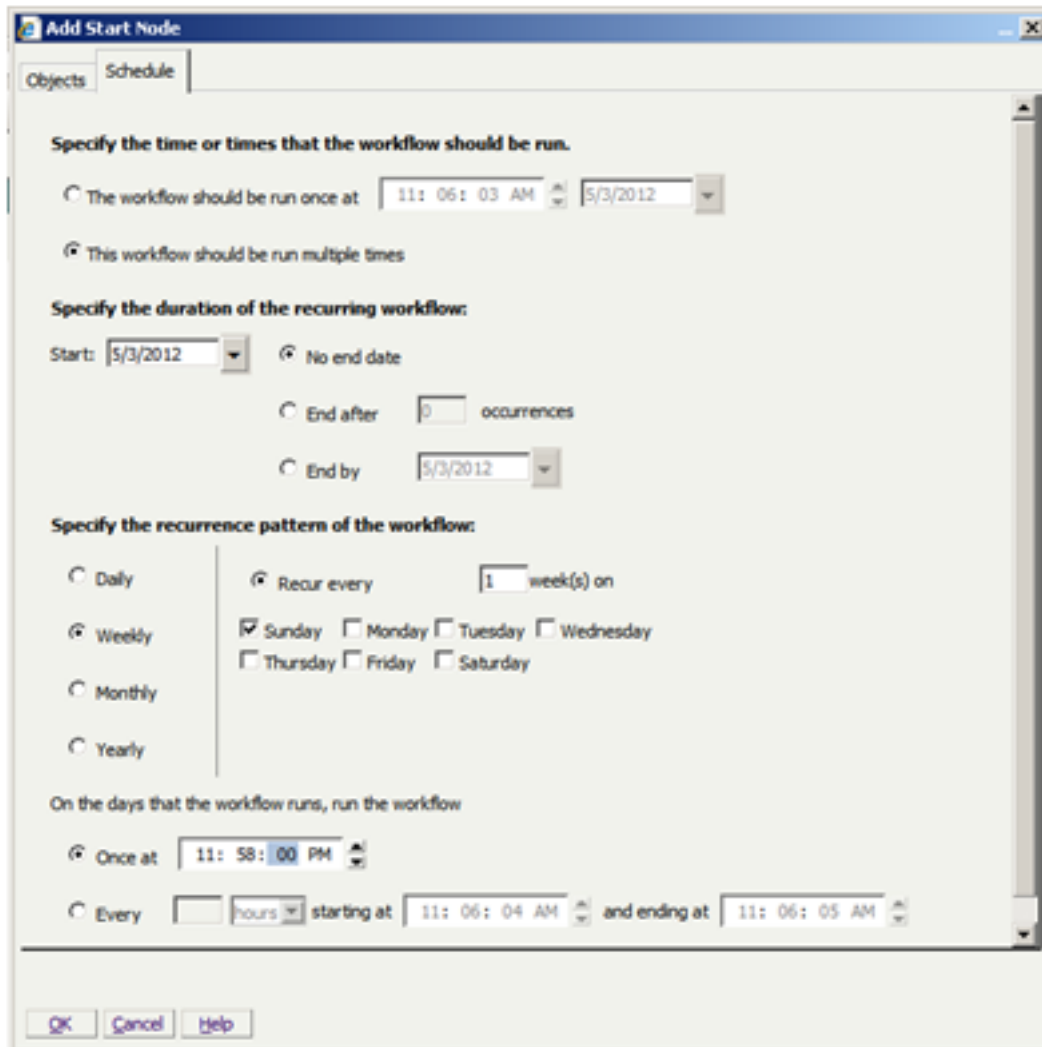 Add Start Node
Objects Schedule
Specify the time or times that the workflow should be run.
The workflow should be run once at 11: 06: 03 AM 5/3/2012
This workflow should be run multiple times
Specify the duration of the recurring workflow:
Start: 5/3/2012 No end date
End after 0 occurrences
End by 5/3/2012
Specify the recurrence pattern of the workflow:
Daily Recur every 1 week(s) on
Weekly Sunday Monday Tuesday Wednesday
Thursday Friday Saturday
Monthly
Yearly
On the days that the workflow runs, run the workflow
Once at 11: 58: 00 PM
Every hours starting at 11: 06: 04 AM and ending at 11: 06: 05 AM
OK Cancel Help